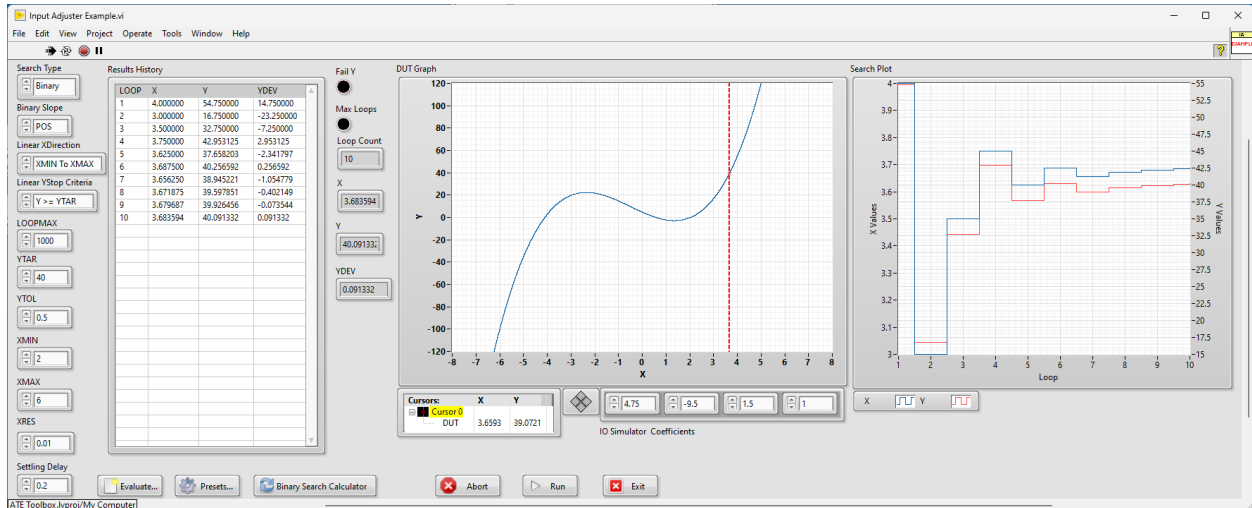 Input Adjuster Example.vi
File Edit View Project Operate Tools Window Help
IA
EXAMPLE
Search Type
Binary
Binary Slope
POS
Linear XDirection
XMIN To XMAX
Linear YStop Criteria
Y >= YTAR
LOOPMAX
1000
YTAR
40
YTOL
0.5
XMIN
2
XMAX
6
XRES
0.01
Settling Delay
0.2
Results History
LOOP X Y YDEV
1 4.000000 54.750000 14.750000
2 3.000000 16.750000 -23.250000
3 3.500000 32.750000 -7.250000
4 3.750000 42.953125 2.953125
5 3.625000 37.658203 -2.341797
6 3.687500 40.256592 0.256592
7 3.656250 38.945221 -1.054779
8 3.671875 39.597851 -0.402149
9 3.679687 39.926456 -0.073544
10 3.683594 40.091332 0.091332
Fail Y
Max Loops
Loop Count
10
X
3.683594
Y
40.091332
YDEV
0.091332
DUT Graph
120
100
80
60
40
20
0
-20
-40
-60
-80
-100
-120
Y
-8 -7 -6 -5 -4 -3 -2 -1 0 1 2 3 4 5 6 7 8
X
Cursors: X Y
Cursor 0
DUT 3.6593 39.0721
4.75 -9.5 1.5 1
IO Simulator Coefficients
Search Plot
4
3.9
3.8
3.7
3.6
3.5
3.4
3.3
3.2
3.1
3
X Values
55
52.5
50
47.5
45
42.5
40
37.5
35
32.5
30
27.5
25
22.5
20
17.5
15
Y Values
1 2 3 4 5 6 7 8 9 10
Loop
X Y
Evaluate... Presets... Binary Search Calculator Abort Run Exit
ATE Toolbox.lvproj/My Computer